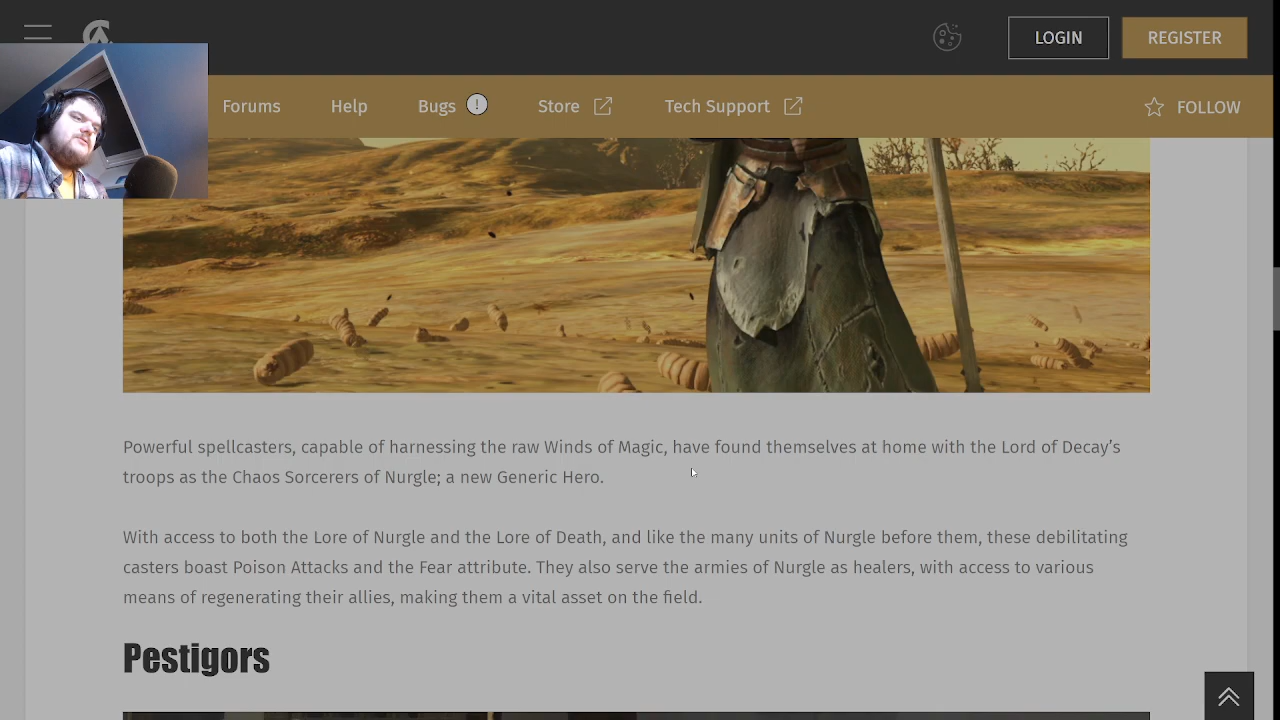 LOGIN
REGISTER
Forums
Help
Bugs !
Store
Tech Support
FOLLOW
Powerful spellcasters, capable of harnessing the raw Winds of Magic, have found themselves at home with the Lord of Decay’s
troops as the Chaos Sorcerers of Nurgle; a new Generic Hero.
With access to both the Lore of Nurgle and the Lore of Death, and like the many units of Nurgle before them, these debilitating
casters boast Poison Attacks and the Fear attribute. They also serve the armies of Nurgle as healers, with access to various
means of regenerating their allies, making them a vital asset on the field.
Pestigors